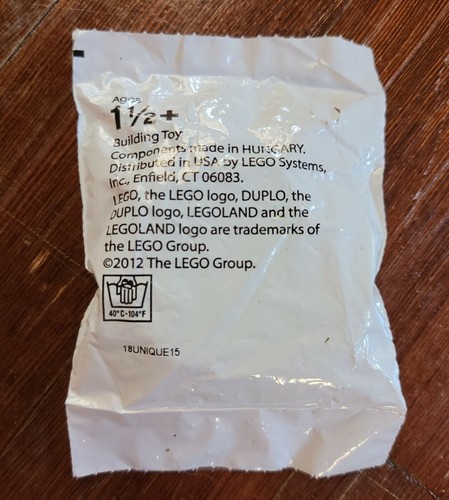 Ages
1 1/2+
Building Toy
Components made in HUNGARY.
Distributed in USA by LEGO Systems,
Inc., Enfield, CT 06083.
LEGO, the LEGO logo, DUPLO, the
DUPLO logo, LEGOLAND and the
LEGOLAND logo are trademarks of
the LEGO Group.
©2012 The LEGO Group.
40°C-104°F
18UNIQUE15